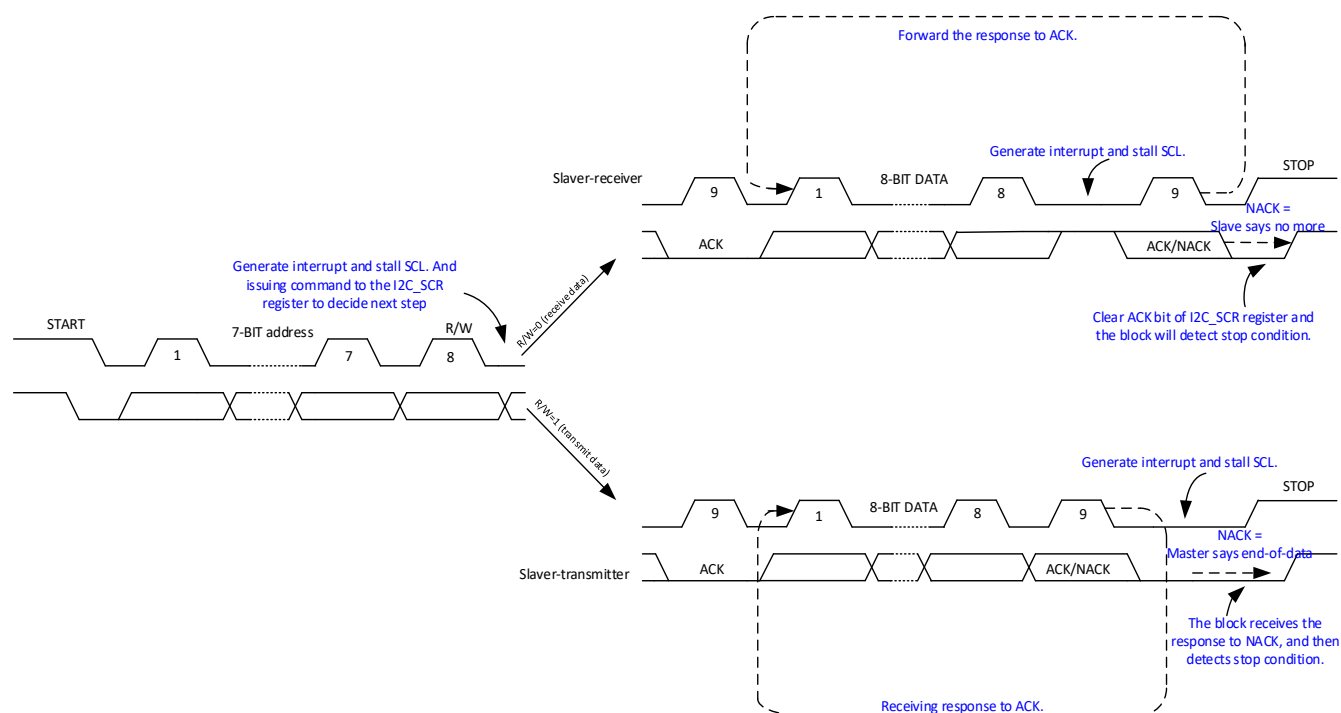 Forward the response to ACK.
Generate interrupt and stall SCL.
Slaver-receiver
8-BIT DATA
STOP
9
1
8
9
NACK =
Slave says no more
ACK
ACK/NACK
Generate interrupt and stall SCL. And
issuing command to the I2C_SCR
register to decide next step
R/W=0 (receive data)
Clear ACK bit of I2C_SCR register and
the block will detect stop condition.
START
7-BIT address
R/W
1
7
8
R/W=1 (transmit data)
Generate interrupt and stall SCL.
8-BIT DATA
STOP
9
1
8
9
NACK =
Master says end-of-data
Slaver-transmitter
ACK
ACK/NACK
The block receives the
response to NACK, and then
detects stop condition.
Receiving response to ACK.